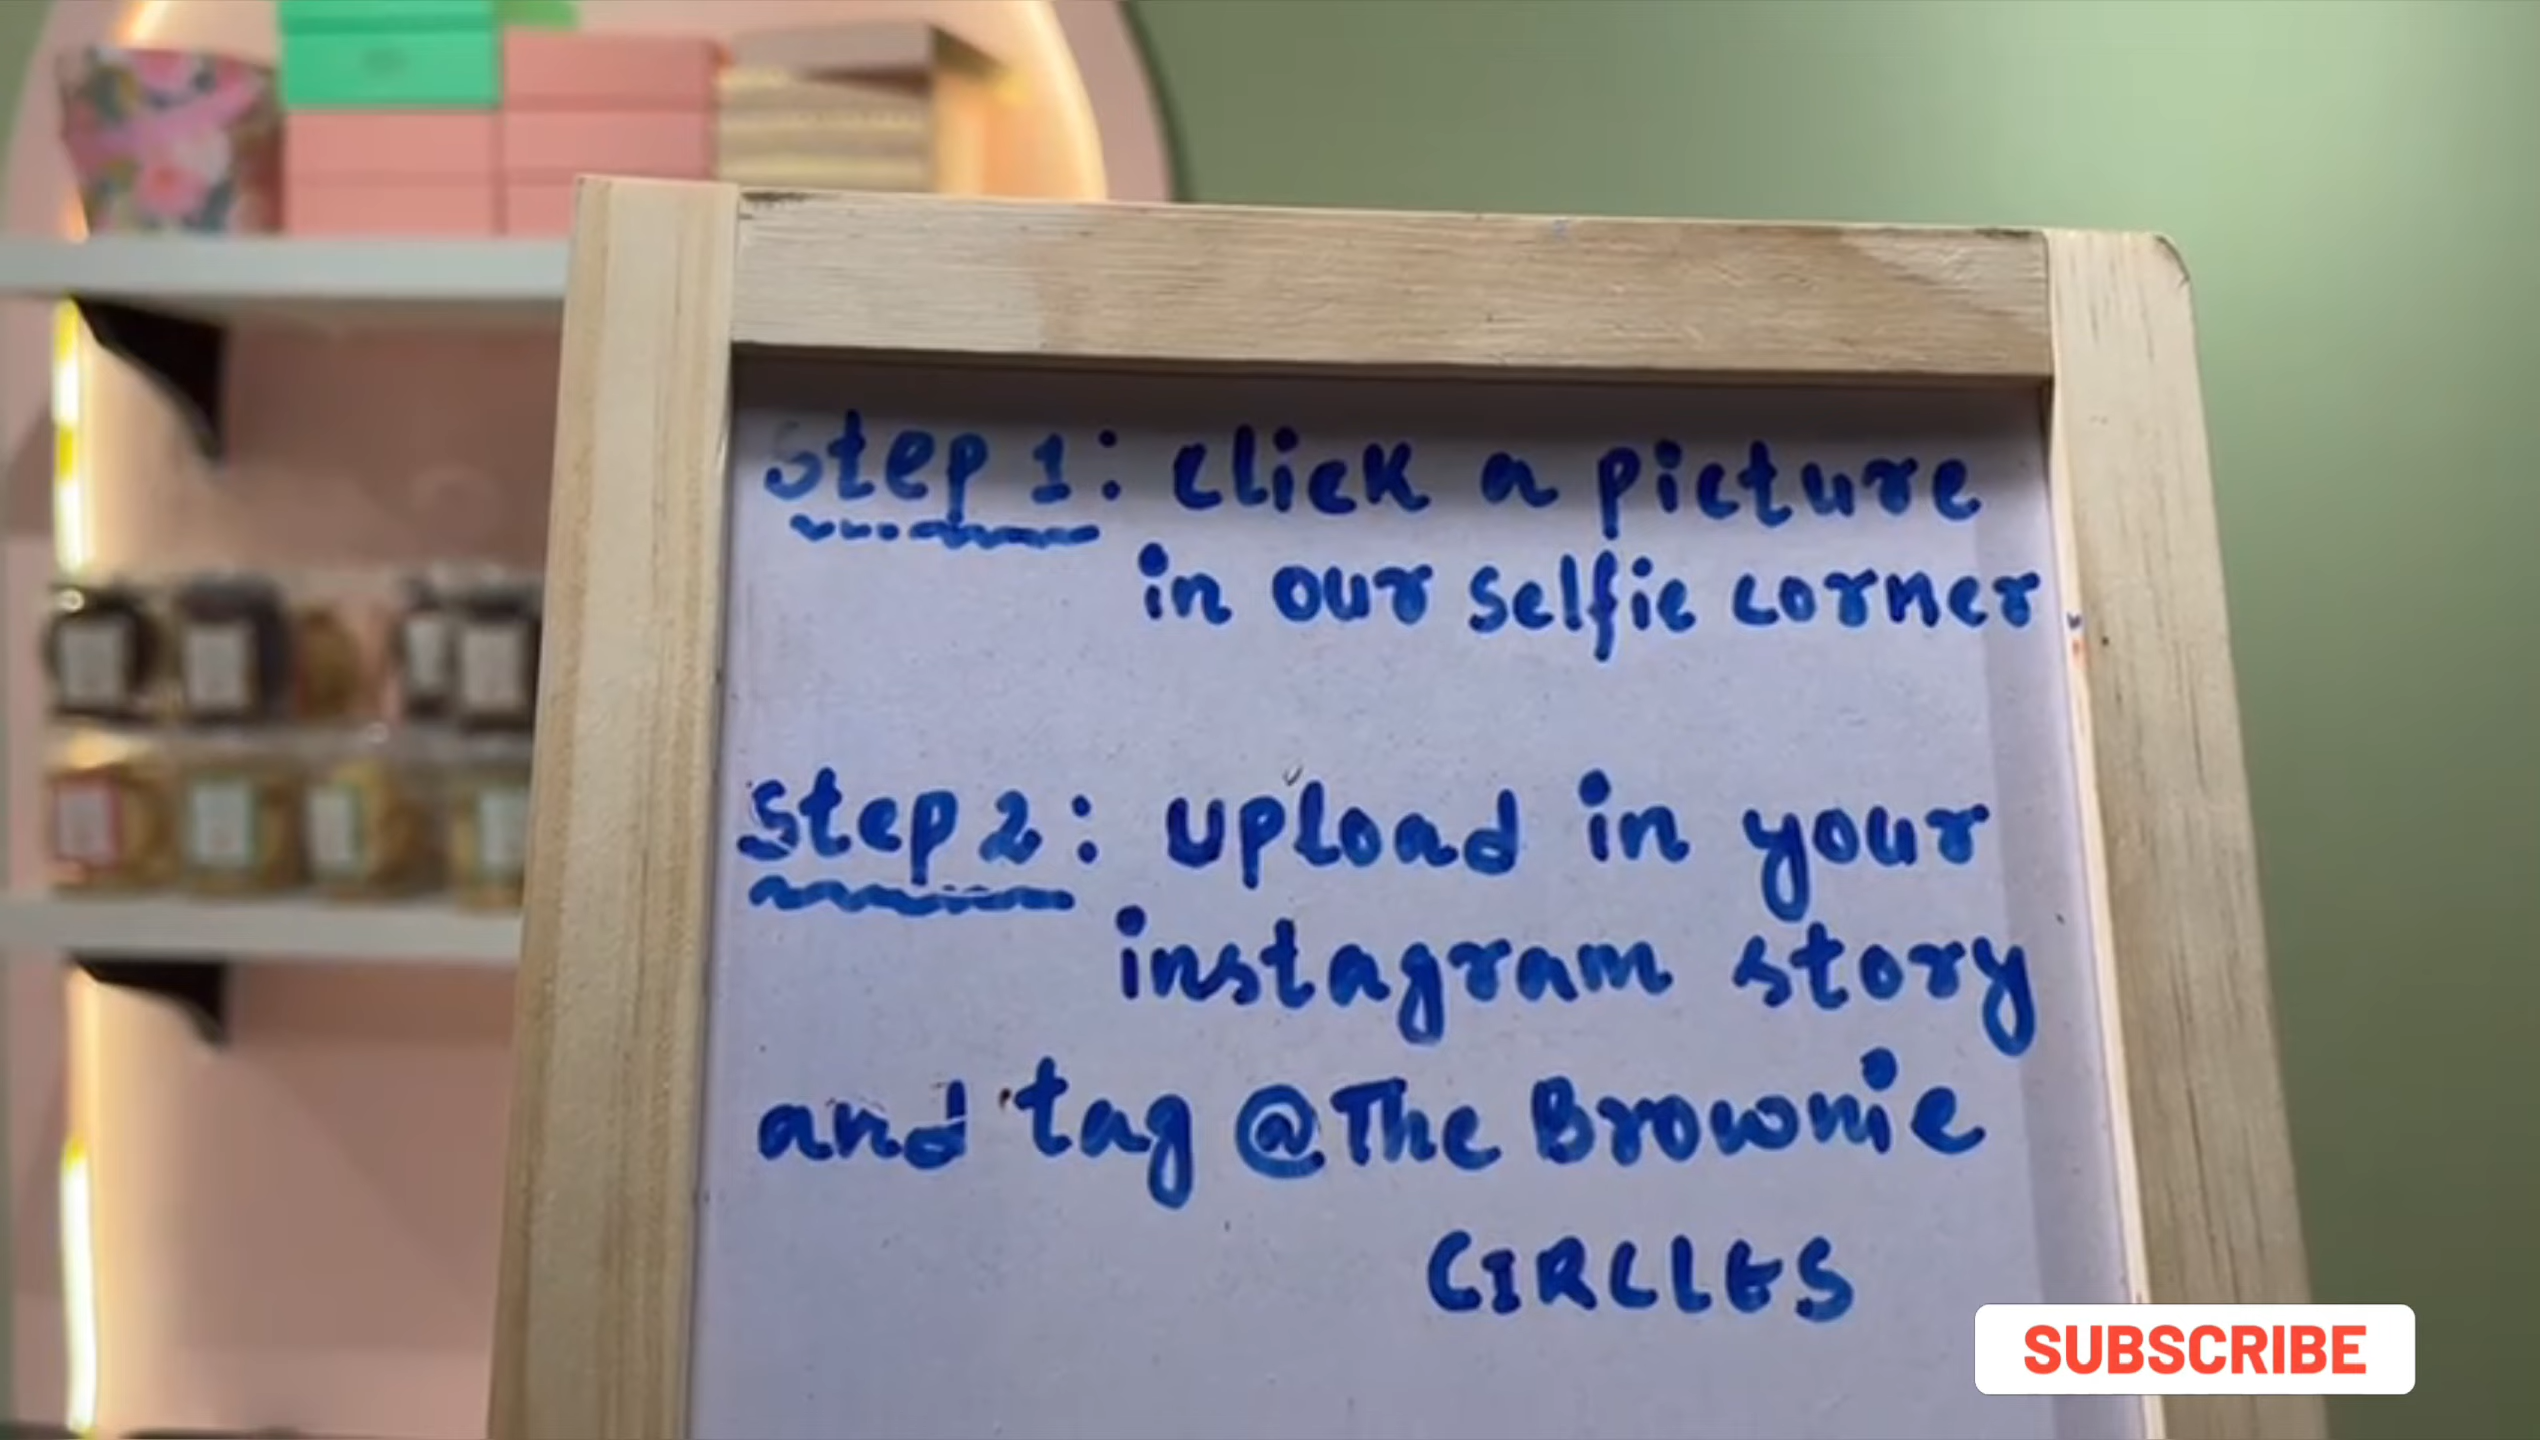 Step 1: click a picture
in our selfie corner
Step 2: upload in your
instagram story
and tag @The Brownie
CIRCLES
SUBSCRIBE